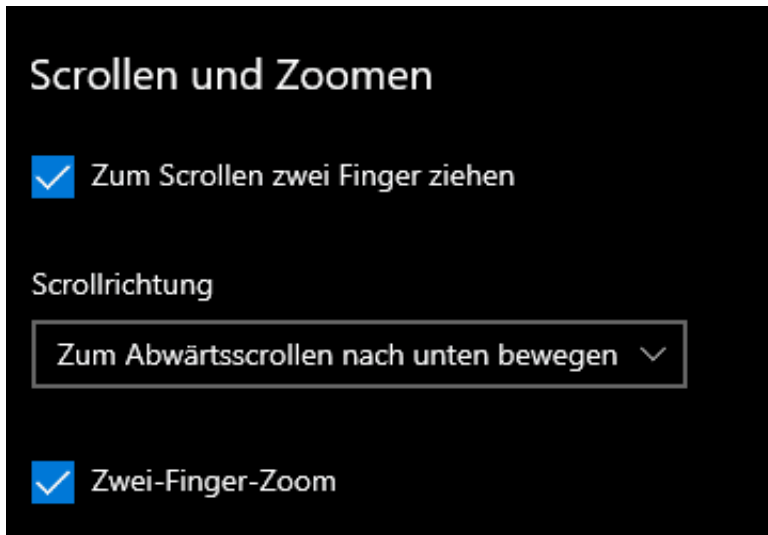 Scrollen und Zoomen
Zum Scrollen zwei Finger ziehen
Scrollrichtung
Zum Abwärtsscrollen nach unten bewegen
Zwei-Finger-Zoom